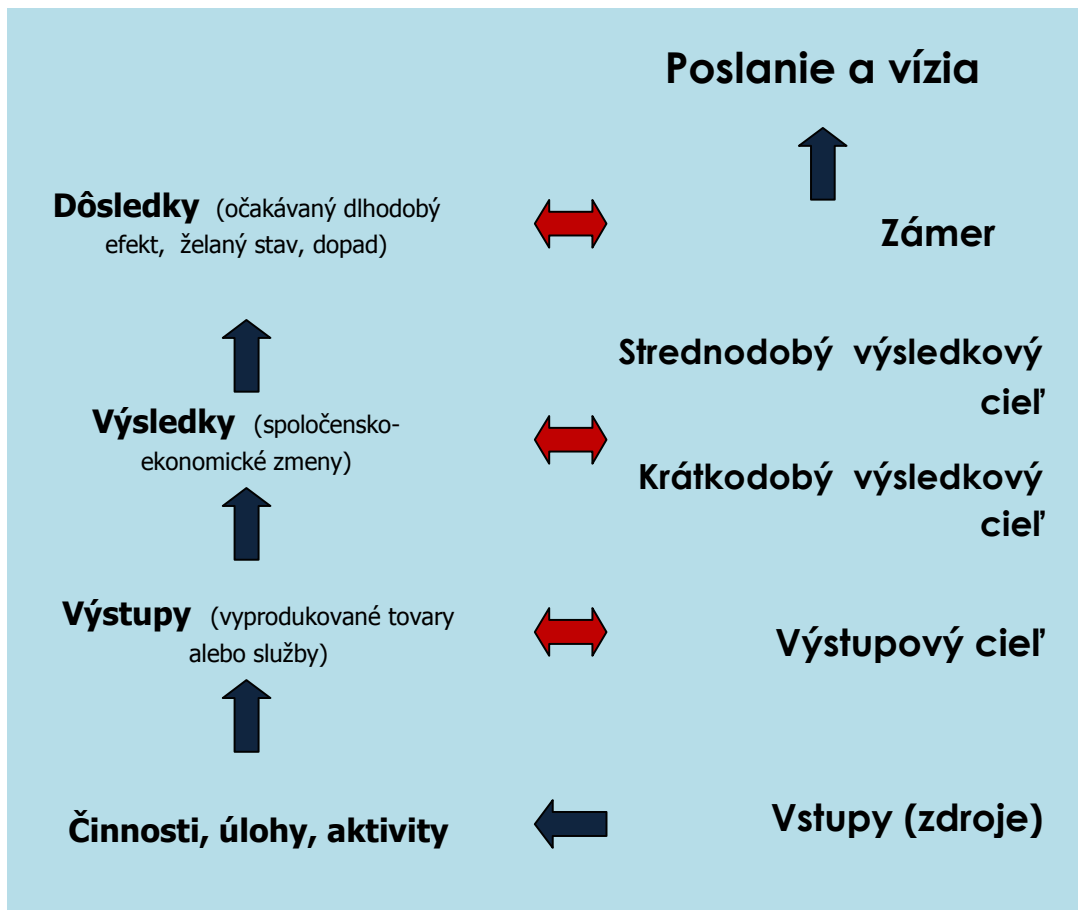 Poslanie a vízia
Dôsledky (očakávaný dlhodobý
efekt, želaný stav, dopad)
Zámer
Strednodobý výsledkový
cieľ
Výsledky (spoločensko-
ekonomické zmeny)
Krátkodobý výsledkový
cieľ
Výstupy (vyprodukované tovary
alebo služby)
Výstupový cieľ
Činnosti, úlohy, aktivity
Vstupy (zdroje)